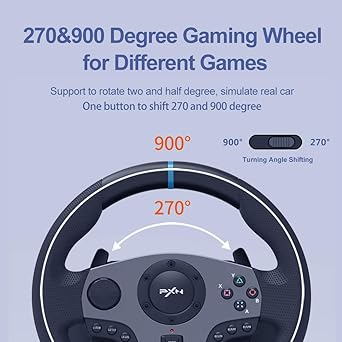 270&900 Degree Gaming Wheel
for Different Games
Support to rotate two and half degree, simulate real car
One button to shift 270 and 900 degree
900°
900° 270°
Turning Angle Shifting
270°
PXN
Y
X
B
A